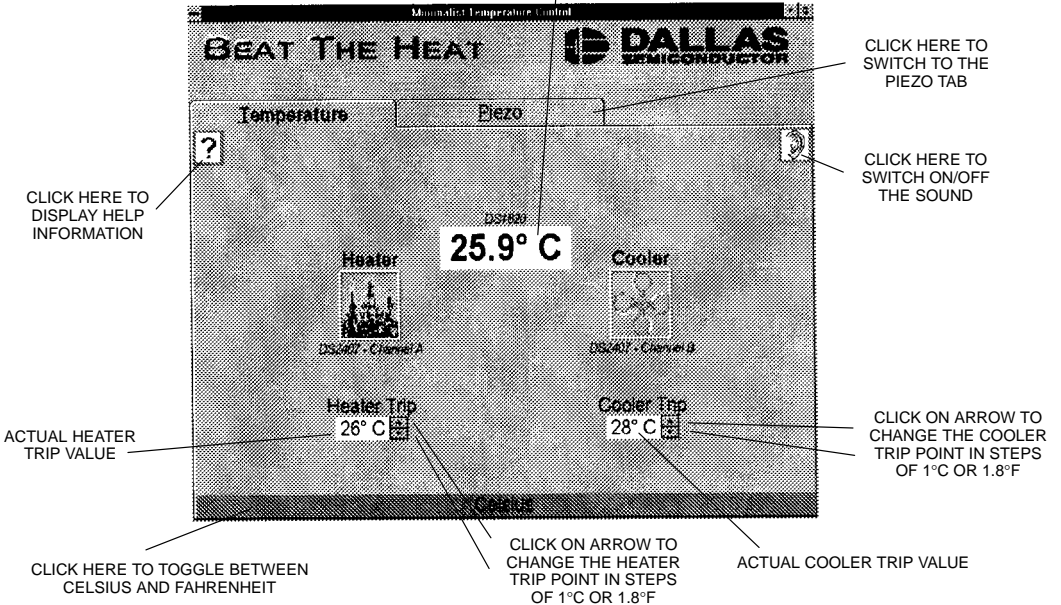 Minimalist Temperature Control
BEAT THE HEAT
DALLAS
SEMICONDUCTOR
CLICK HERE TO
SWITCH TO THE
PIEZO TAB
Temperature
Piezo
?
CLICK HERE TO
SWITCH ON/OFF
THE SOUND
CLICK HERE TO
DISPLAY HELP
INFORMATION
DS1820
25.9° C
Heater
Cooler
DS2407 - Channel A
DS2407 - Channel B
Heater Trip
26° C
Cooler Trip
28° C
ACTUAL HEATER
TRIP VALUE
CLICK ON ARROW TO
CHANGE THE COOLER
TRIP POINT IN STEPS
OF 1°C OR 1.8°F
Celsius
CLICK HERE TO TOGGLE BETWEEN
CELSIUS AND FAHRENHEIT
CLICK ON ARROW TO
CHANGE THE HEATER
TRIP POINT IN STEPS
OF 1°C OR 1.8°F
ACTUAL COOLER TRIP VALUE